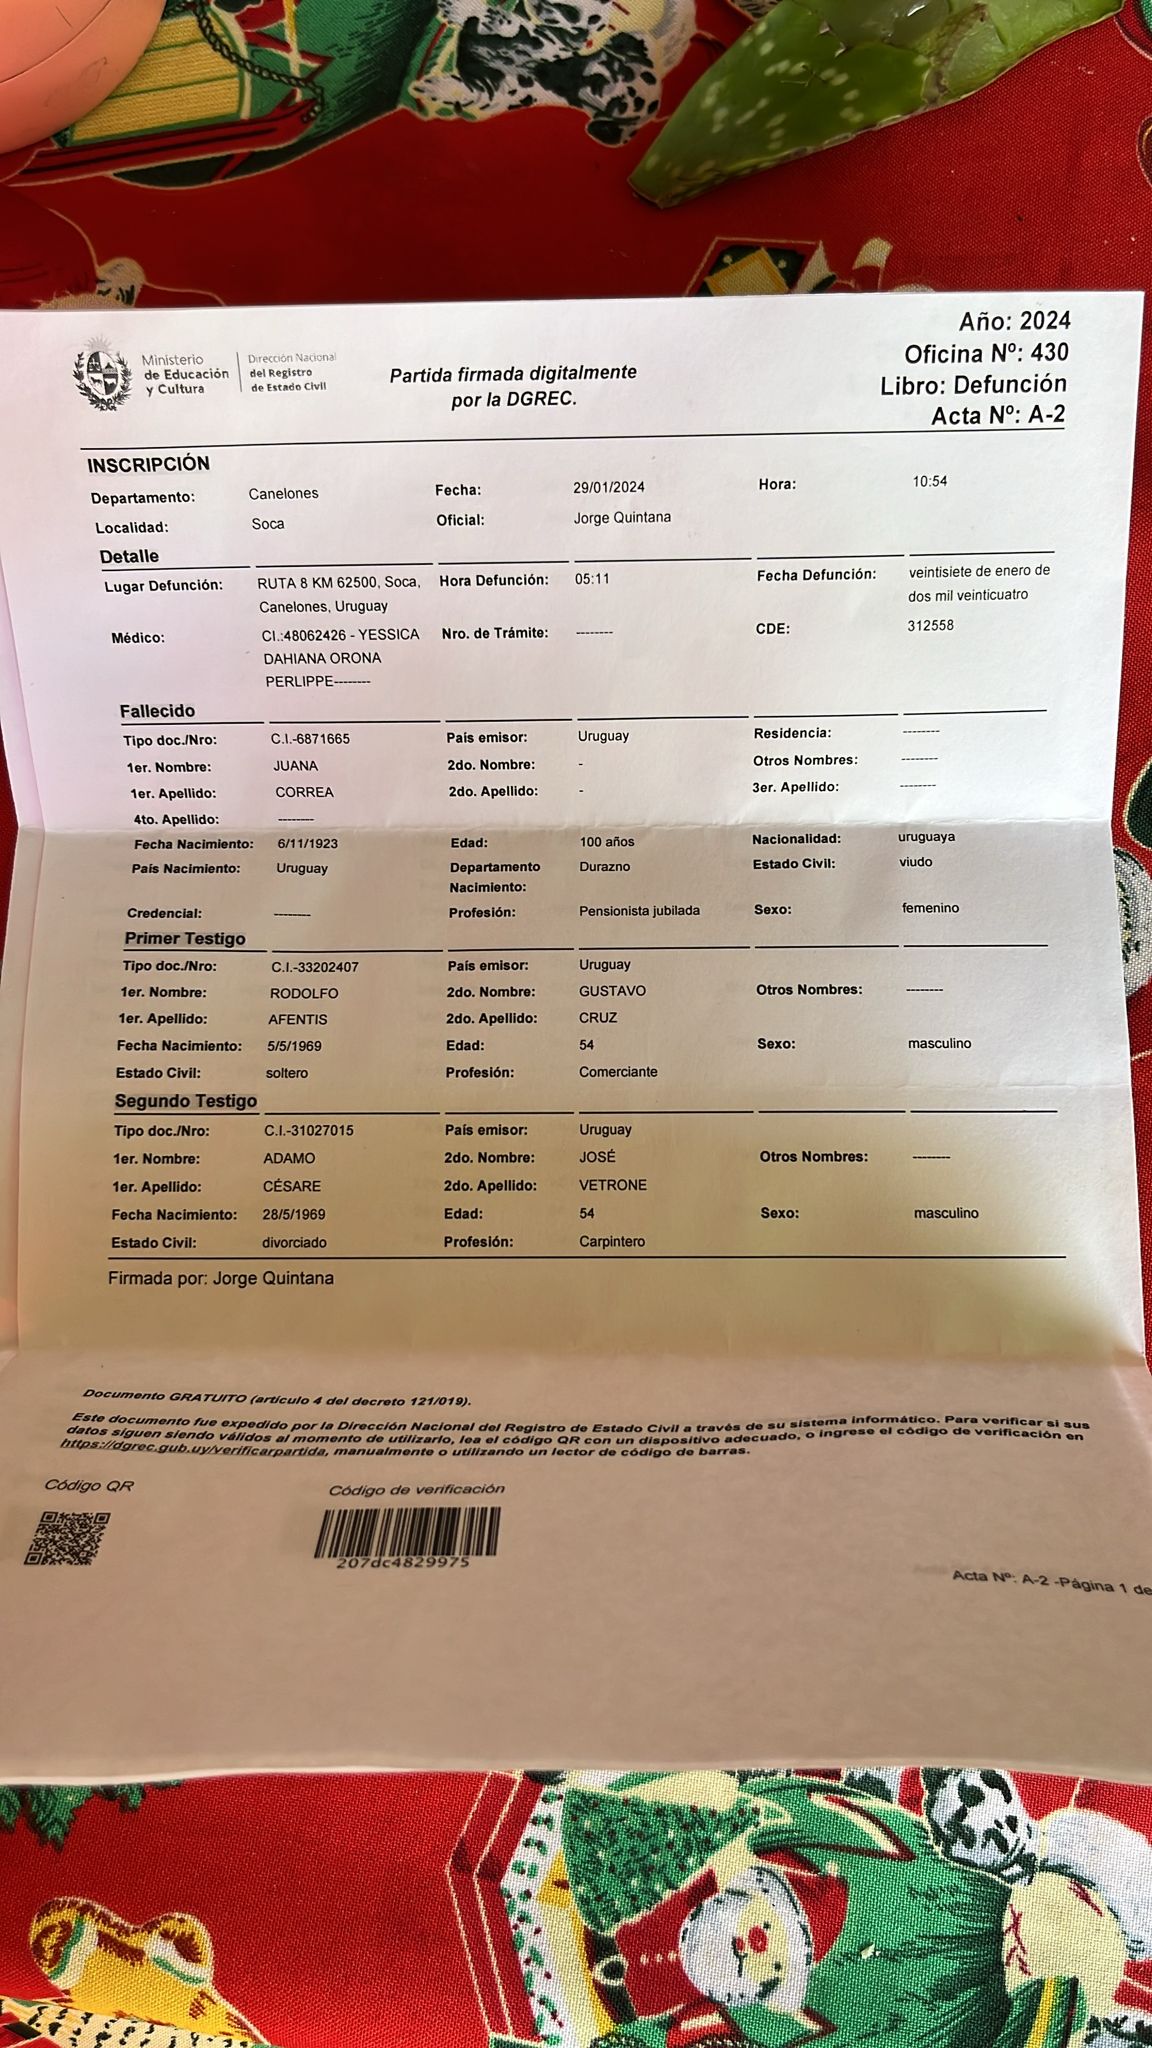 Año: 2024
Oficina Nº: 430
Libro: Defunción
Acta Nº: A-2
Ministerio de Educación y Cultura
Dirección Nacional del Registro de Estado Civil
Partida firmada digitalmente
por la DGREC.
INSCRIPCIÓN
Departamento: Canelones Fecha: 29/01/2024 Hora: 10:54
Localidad: Soca Oficial: Jorge Quintana
Detalle
Lugar Defunción: RUTA 8 KM 62500, Soca, Canelones, Uruguay Hora Defunción: 05:11 Fecha Defunción: veintisiete de enero de dos mil veinticuatro
Médico: CI.:48062426 - YESSICA DAHIANA ORONA PERLIPPE-------- Nro. de Trámite: -------- CDE: 312558
Fallecido
Tipo doc./Nro: C.I.-6871665 País emisor: Uruguay Residencia: --------
1er. Nombre: JUANA 2do. Nombre: - Otros Nombres: --------
1er. Apellido: CORREA 2do. Apellido: - 3er. Apellido: --------
4to. Apellido: --------
Fecha Nacimiento: 6/11/1923 Edad: 100 años Nacionalidad: uruguaya
País Nacimiento: Uruguay Departamento Nacimiento: Durazno Estado Civil: viudo
Credencial: -------- Profesión: Pensionista jubilada Sexo: femenino
Primer Testigo
Tipo doc./Nro: C.I.-33202407 País emisor: Uruguay
1er. Nombre: RODOLFO 2do. Nombre: GUSTAVO Otros Nombres: --------
1er. Apellido: AFENTIS 2do. Apellido: CRUZ
Fecha Nacimiento: 5/5/1969 Edad: 54 Sexo: masculino
Estado Civil: soltero Profesión: Comerciante
Segundo Testigo
Tipo doc./Nro: C.I.-31027015 País emisor: Uruguay
1er. Nombre: ADAMO 2do. Nombre: JOSÉ Otros Nombres: --------
1er. Apellido: CÉSARE 2do. Apellido: VETRONE
Fecha Nacimiento: 28/5/1969 Edad: 54 Sexo: masculino
Estado Civil: divorciado Profesión: Carpintero
Firmada por: Jorge Quintana
Documento GRATUITO (artículo 4 del decreto 121/019).
Este documento fue expedido por la Dirección Nacional del Registro de Estado Civil a través de su sistema informático. Para verificar si sus
datos siguen siendo válidos al momento de utilizarlo, lea el código QR con un dispositivo adecuado, o ingrese el código de verificación en
https://dgrec.gub.uy/verificarpartida, manualmente o utilizando un lector de código de barras.
Código QR Código de verificación
207dc4829975
Acta Nº: A-2 -Página 1 de